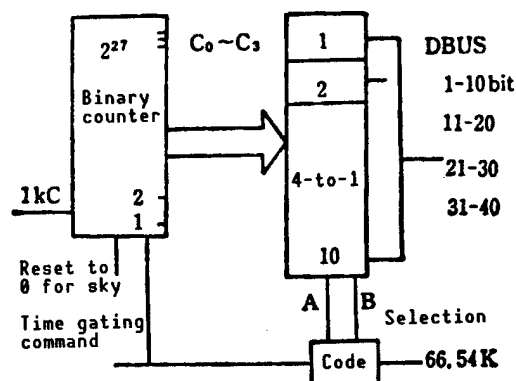 2²⁷
Binary
counter
2
1
1kC
Reset to
0 for sky
Time gating
command
C₀~C₃
1
2
4-to-1
10
A B
Code
DBUS
1-10bit
11-20
21-30
31-40
Selection
66.54K